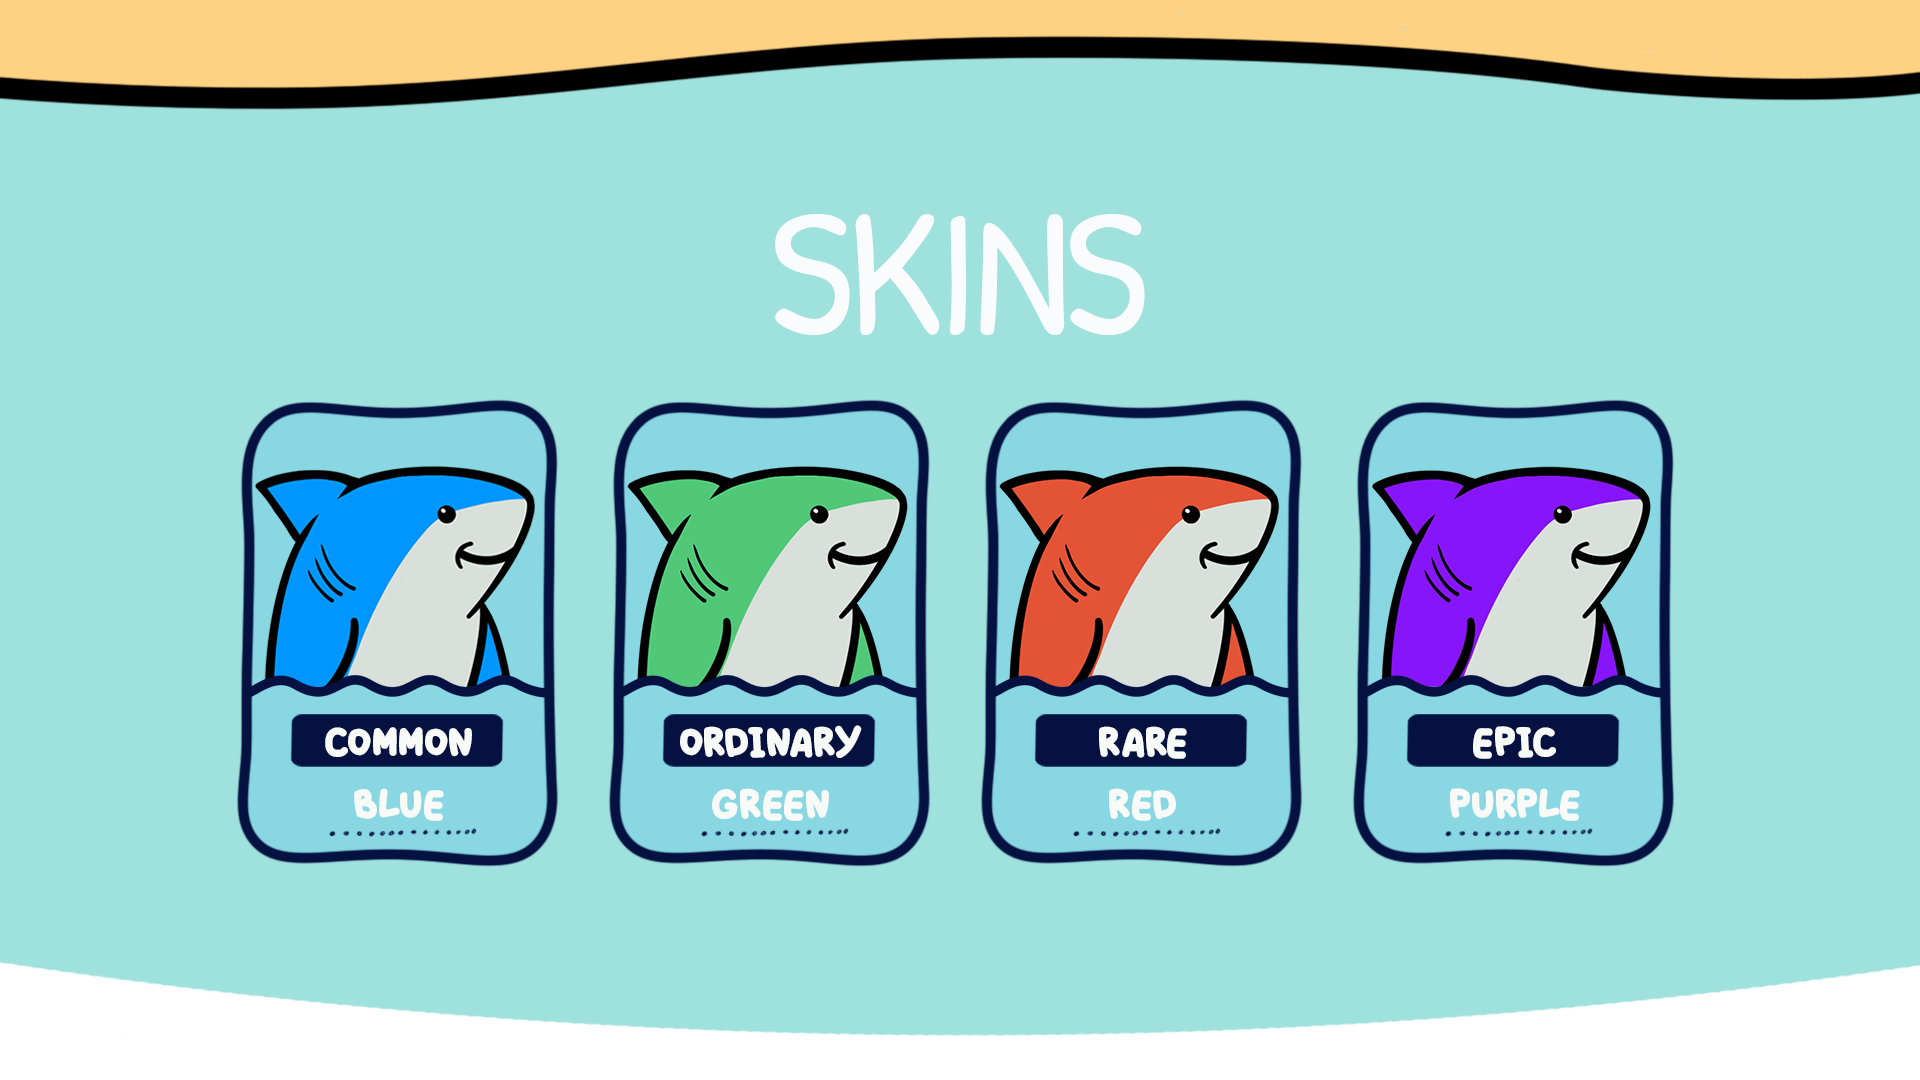 SKINS
COMMON
BLUE
ORDINARY
GREEN
RARE
RED
EPIC
PURPLE